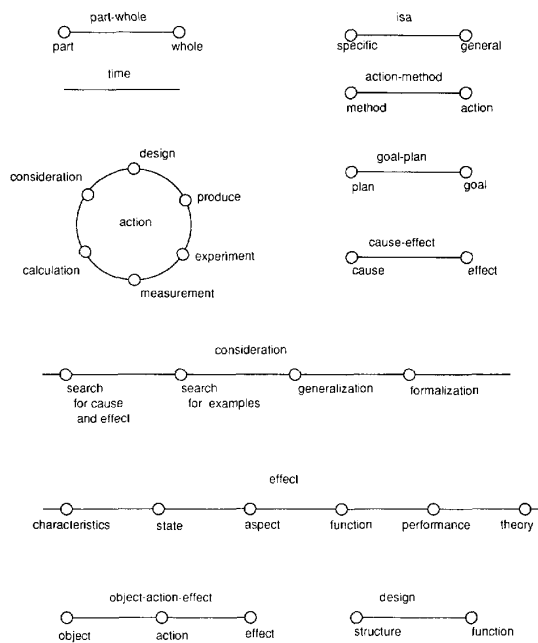 part-whole
part whole
time
isa
specific general
action-method
method action
design
consideration
produce
action
experiment
calculation
measurement
goal-plan
plan goal
cause-effect
cause effect
consideration
search for cause and effect
search for examples
generalization
formalization
effect
characteristics state aspect function performance theory
object-action-effect
object action effect
design
structure function